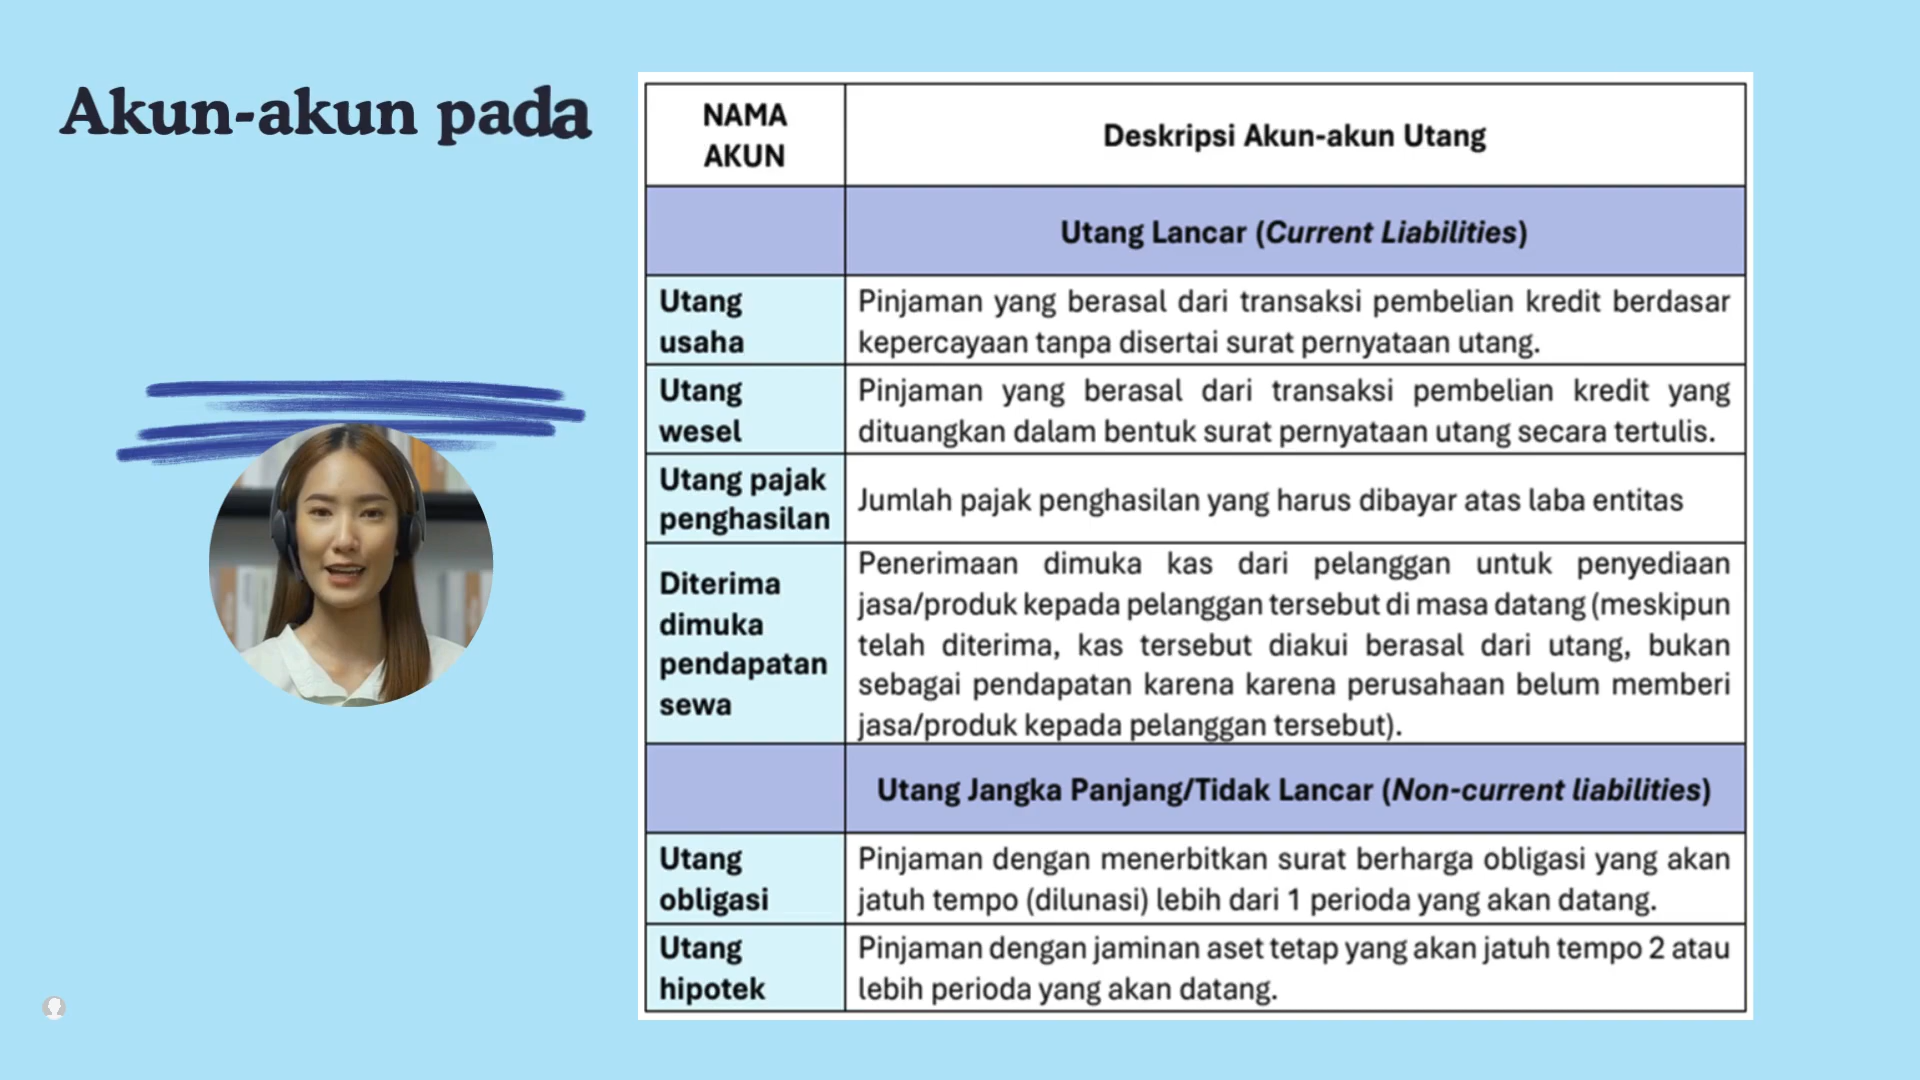 Akun-akun pada
NAMA
AKUN
Deskripsi Akun-akun Utang
Utang Lancar (Current Liabilities)
Utang
usaha
Pinjaman yang berasal dari transaksi pembelian kredit berdasar
kepercayaan tanpa disertai surat pernyataan utang.
Utang
wesel
Pinjaman yang berasal dari transaksi pembelian kredit yang
dituangkan dalam bentuk surat pernyataan utang secara tertulis.
Utang pajak
penghasilan
Jumlah pajak penghasilan yang harus dibayar atas laba entitas
Diterima
dimuka
pendapatan
sewa
Penerimaan dimuka kas dari pelanggan untuk penyediaan
jasa/produk kepada pelanggan tersebut di masa datang (meskipun
telah diterima, kas tersebut diakui berasal dari utang, bukan
sebagai pendapatan karena karena perusahaan belum memberi
jasa/produk kepada pelanggan tersebut).
Utang Jangka Panjang/Tidak Lancar (Non-current liabilities)
Utang
obligasi
Pinjaman dengan menerbitkan surat berharga obligasi yang akan
jatuh tempo (dilunasi) lebih dari 1 perioda yang akan datang.
Utang
hipotek
Pinjaman dengan jaminan aset tetap yang akan jatuh tempo 2 atau
lebih perioda yang akan datang.